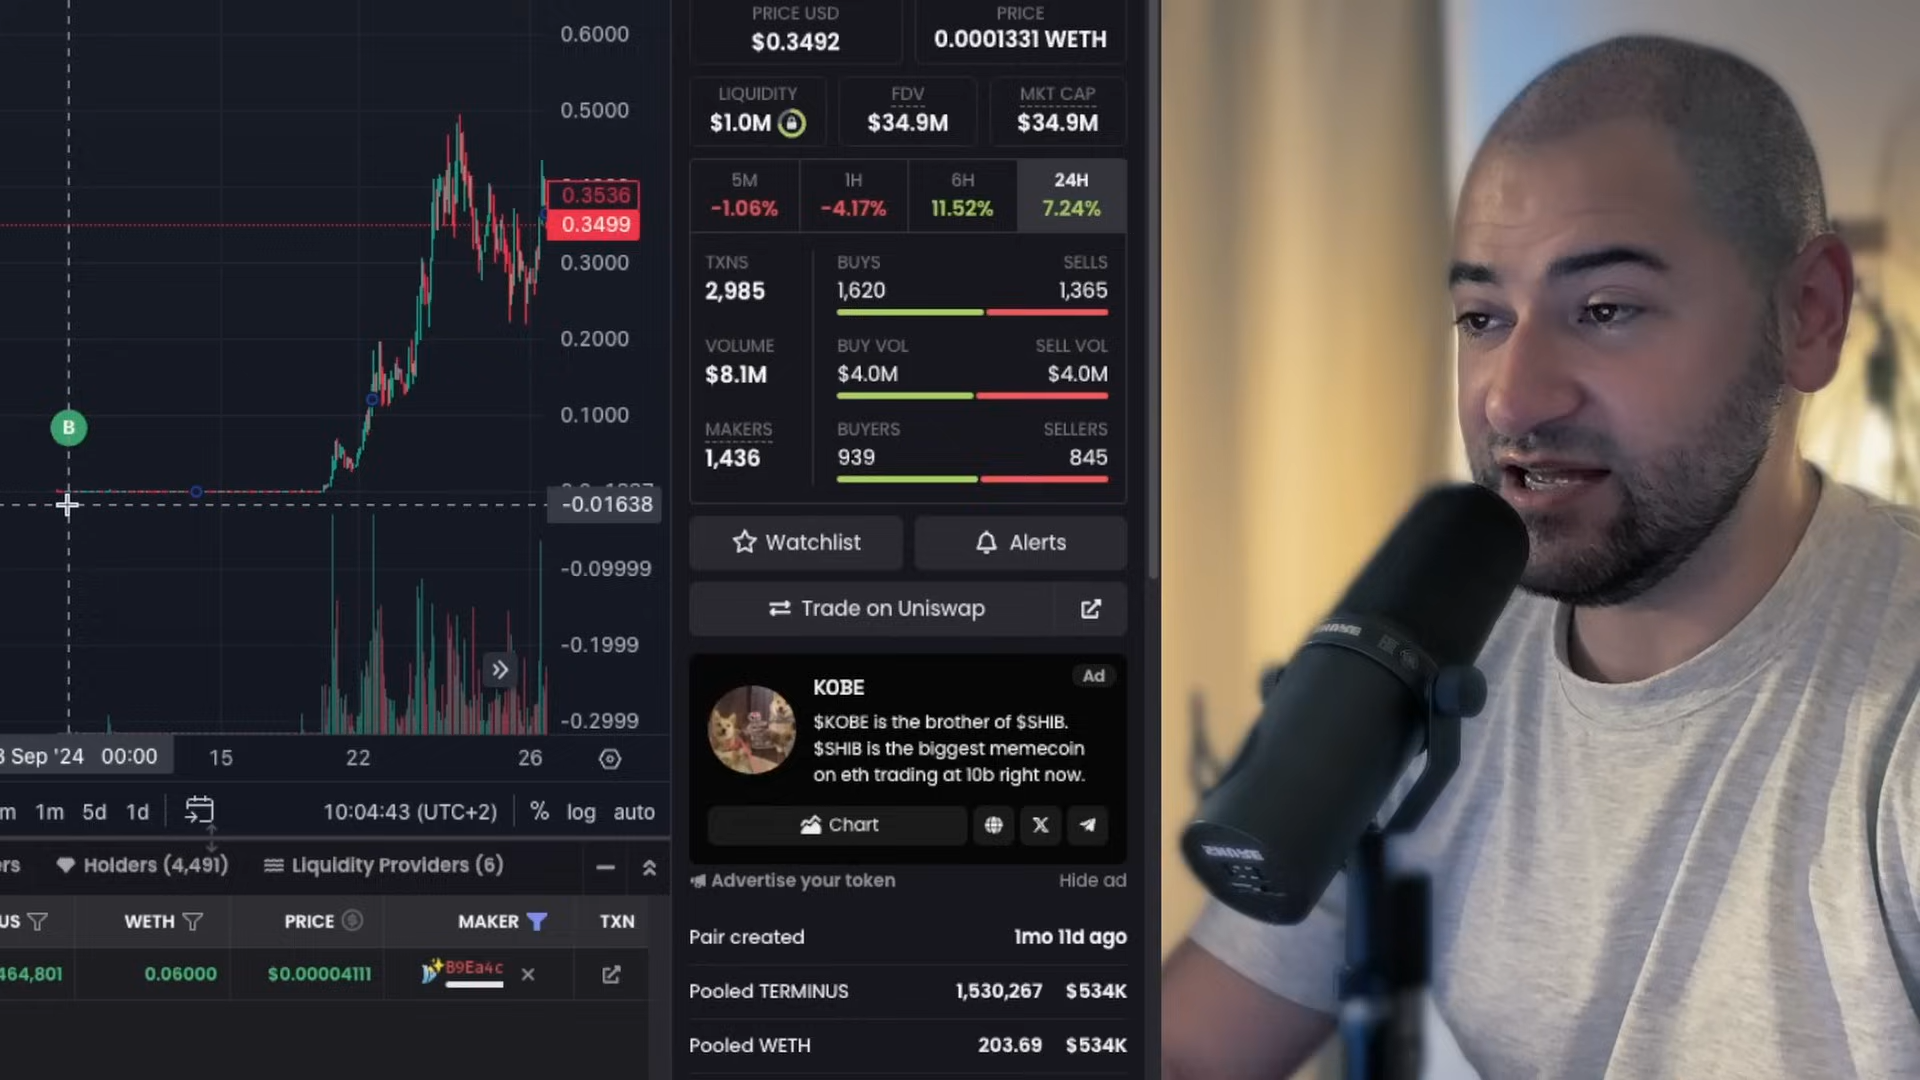 0.6000
0.5000
0.3536
0.3499
0.3000
0.2000
0.1000
B
-0.01638
-0.09999
-0.1999
-0.2999
Sep '24 00:00
15
22
26
m 1m 5d 1d
10:04:43 (UTC+2)
% log auto
rs
Holders (4,491)
Liquidity Providers (6)
US WETH PRICE MAKER TXN
464,801 0.06000 $0.00004111 B9Ea4c
PRICE USD
$0.3492
PRICE
0.0001331 WETH
LIQUIDITY
$1.0M
FDV
$34.9M
MKT CAP
$34.9M
5M
-1.06%
1H
-4.17%
6H
11.52%
24H
7.24%
TXNS
2,985
BUYS SELLS
1,620 1,365
VOLUME
$8.1M
BUY VOL SELL VOL
$4.0M $4.0M
MAKERS
1,436
BUYERS SELLERS
939 845
Watchlist
Alerts
Trade on Uniswap
KOBE
Ad
$KOBE is the brother of $SHIB.
$SHIB is the biggest memecoin
on eth trading at 10b right now.
Chart
Advertise your token
Hide ad
Pair created 1mo 11d ago
Pooled TERMINUS 1,530,267 $534K
Pooled WETH 203.69 $534K